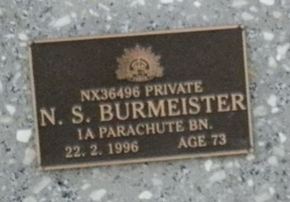 NX36496 PRIVATE
N. S. BURMEISTER
1A PARACHUTE BN.
22. 2. 1996 AGE 73